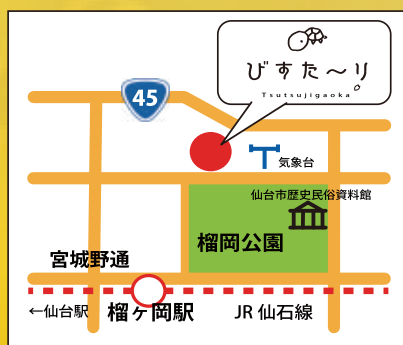 びすた〜り。
Tsutsujigaoka
45
気象台
仙台市歴史民俗資料館
榴岡公園
宮城野通
←仙台駅
榴ヶ岡駅
JR 仙石線